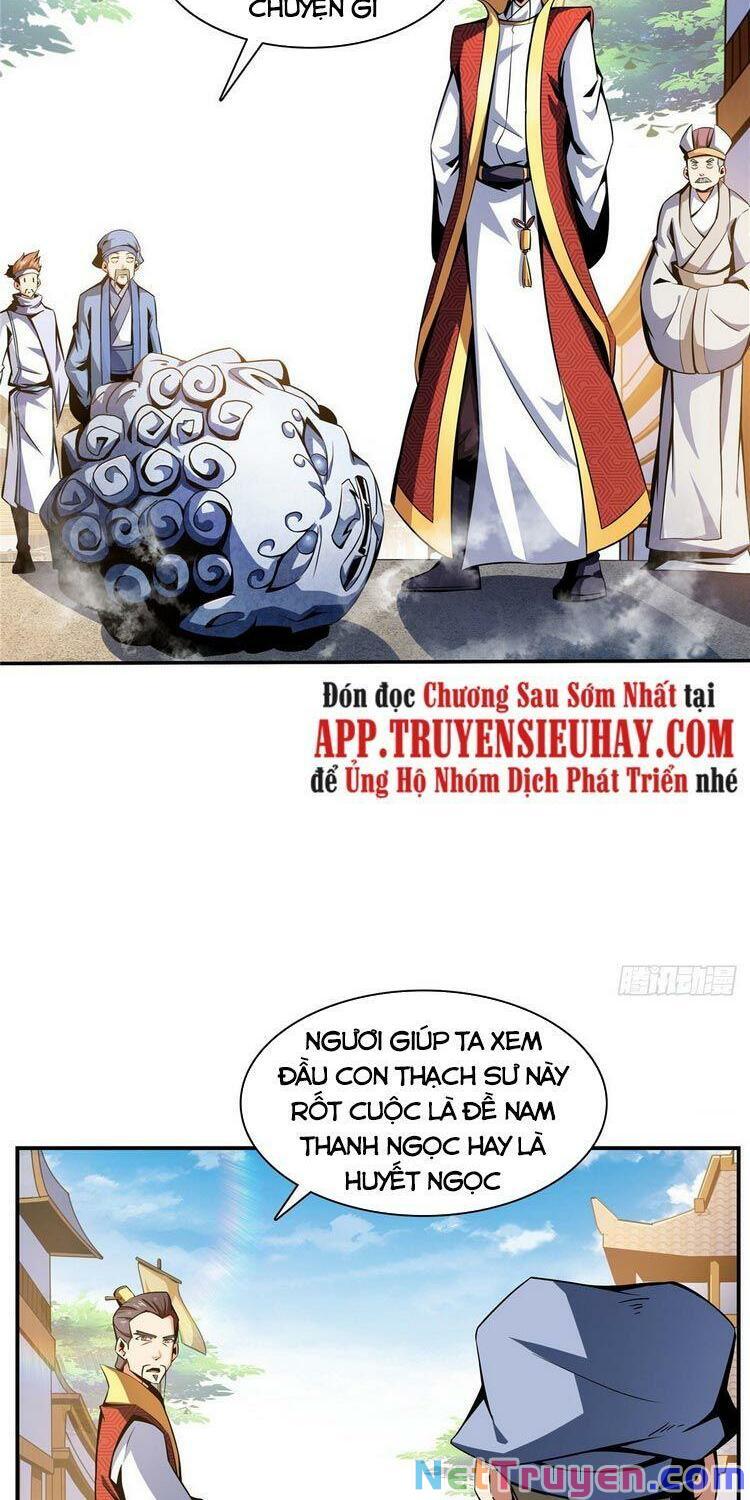 CHUYỆN GÌ
Đón đọc Chương Sau Sớm Nhất tại
APP.TRUYENSIEUHAY.COM
để Ủng Hộ Nhóm Dịch Phát Triển nhé
腾讯动漫
NGƯƠI GIÚP TA XEM
ĐẦU CON THẠCH SƯ NÀY
RỐT CUỘC LÀ ĐỀ NAM
THANH NGỌC HAY LÀ
HUYẾT NGỌC
NetTruyen.com